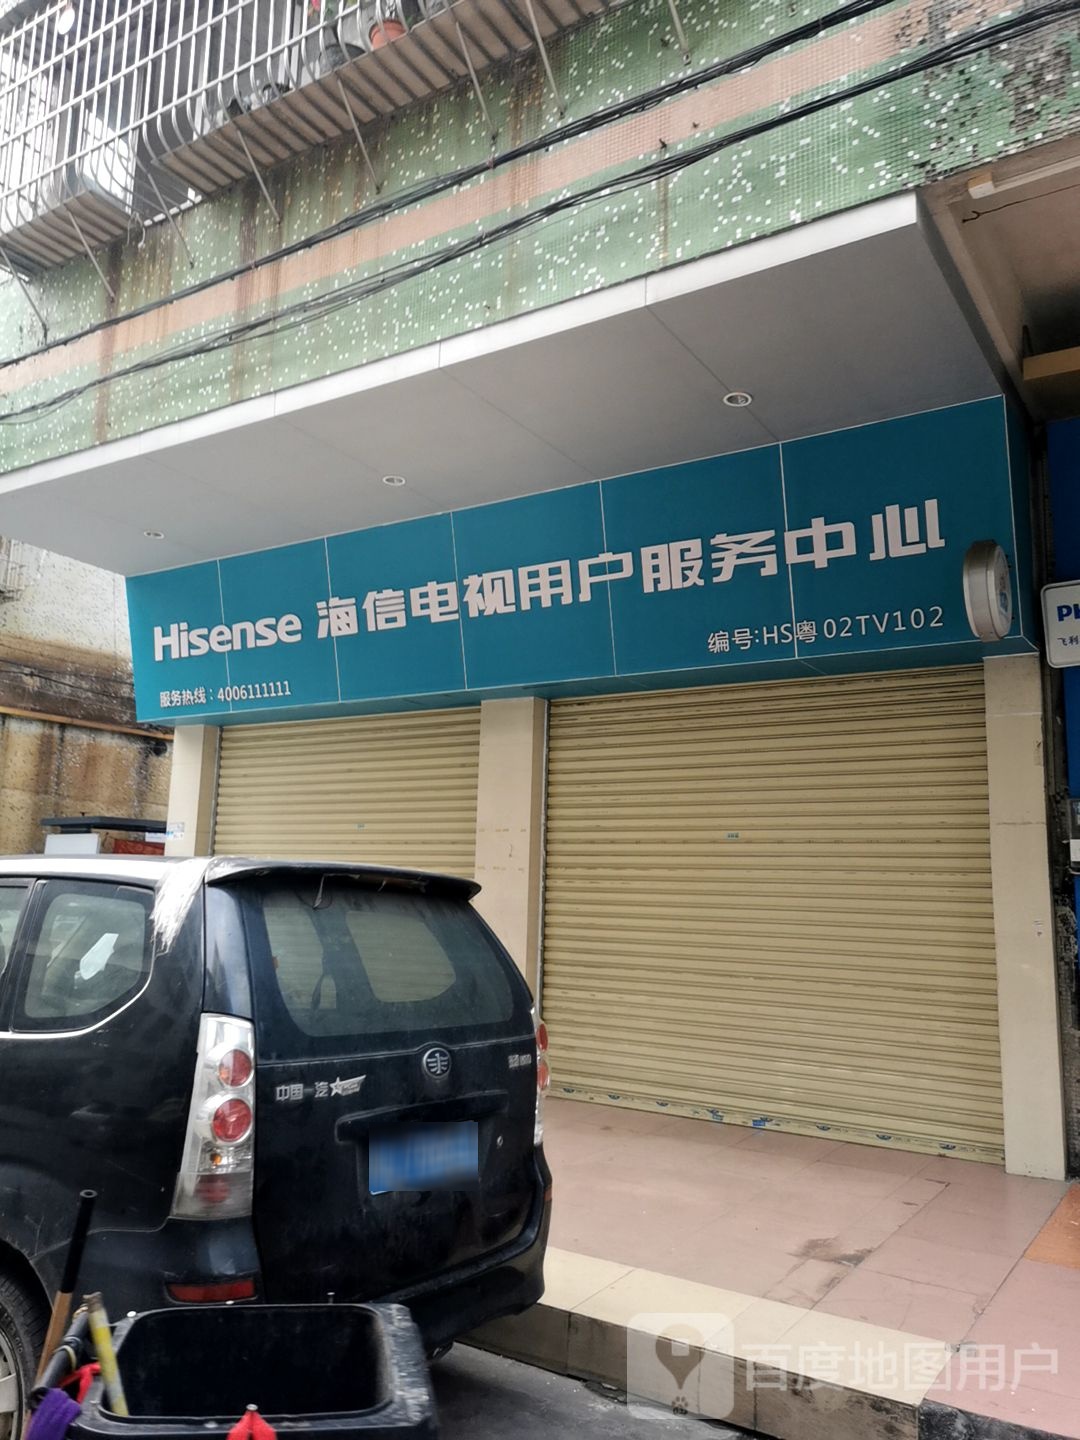 Hisense 海信电视用户服务中心
编号:HS粤02TV102
服务热线：4006111111
飞利
中国一汽
百度地图用户